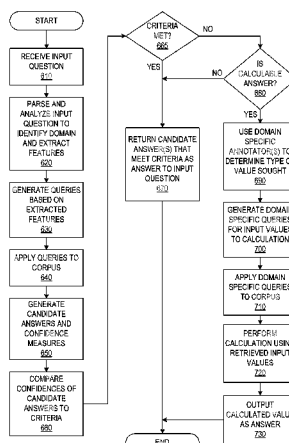 START
RECEIVE INPUT
QUESTION
610
PARSE AND
ANALYZE INPUT
QUESTION TO
IDENTIFY DOMAIN
AND EXTRACT
FEATURES
620
GENERATE QUERIES
BASED ON
EXTRACTED
FEATURES
630
APPLY QUERIES TO
CORPUS
640
GENERATE
CANDIDATE
ANSWERS AND
CONFIDENCE
MEASURES
650
COMPARE
CONFIDENCES OF
CANDIDATE
ANSWERS TO
CRITERIA
660
CRITERIA
MET?
665
NO
YES
RETURN CANDIDATE
ANSWER(S) THAT
MEET CRITERIA AS
ANSWER TO INPUT
QUESTION
670
IS
CALCULABLE
ANSWER?
680
NO
YES
USE DOMAIN
SPECIFIC
ANNOTATOR(S) TO
DETERMINE TYPE O
VALUE SOUGHT
690
GENERATE DOMAIN
SPECIFIC QUERIES
FOR INPUT VALUES
TO CALCULATION
700
APPLY DOMAIN
SPECIFIC QUERIES
TO CORPUS
710
PERFORM
CALCULATION USIN
RETRIEVED INPUT
VALUES
720
OUTPUT
CALCULATED VALU
AS ANSWER
730
END